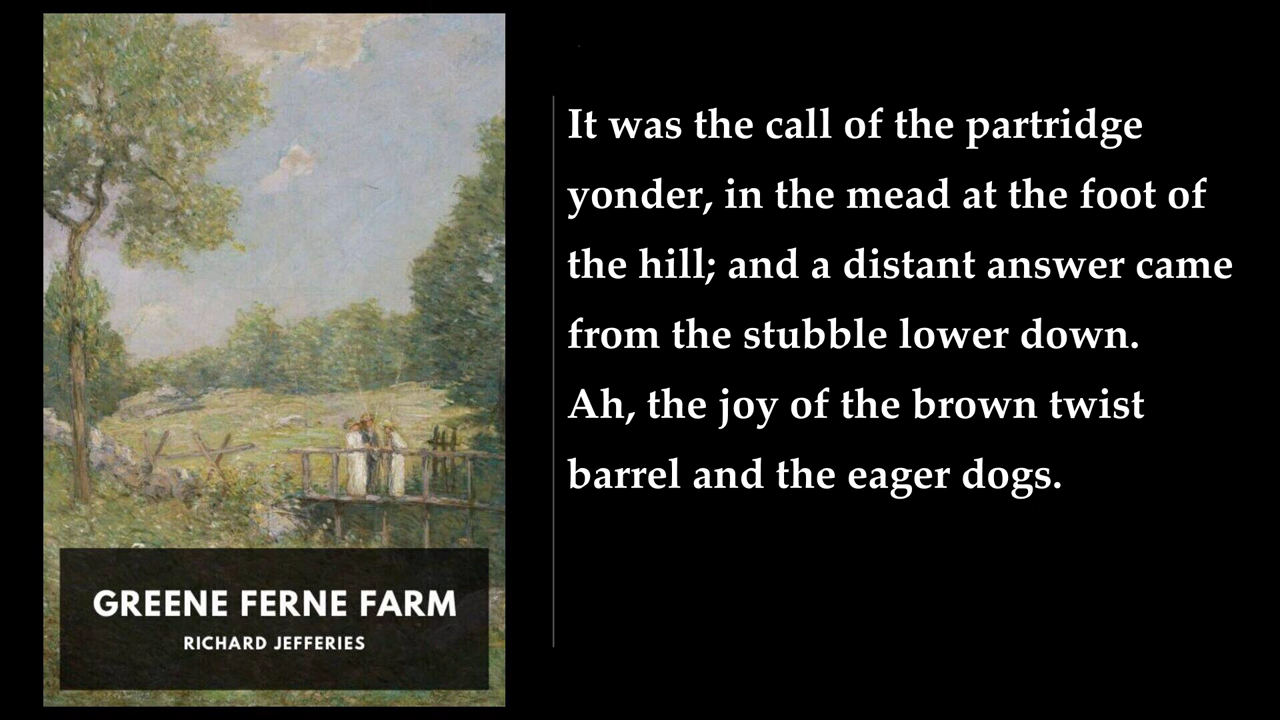 GREENE FERNE FARM
RICHARD JEFFERIES
It was the call of the partridge
yonder, in the mead at the foot of
the hill; and a distant answer came
from the stubble lower down.
Ah, the joy of the brown twist
barrel and the eager dogs.